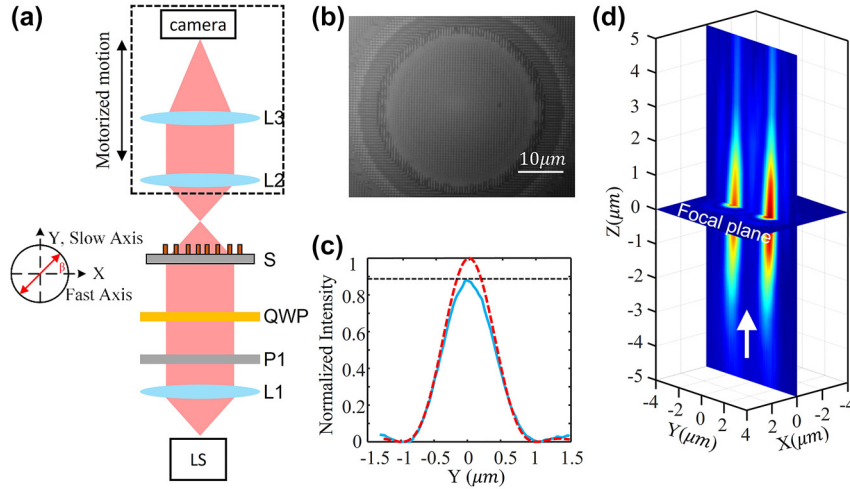 (a)
camera
Motorized motion
L3
L2
Y, Slow Axis
β
X
Fast Axis
S
QWP
P1
L1
LS
(b)
10μm
(c)
Normalized Intensity
1
0.8
0.6
0.4
0.2
0
-1.5 -1 -0.5 0 0.5 1 1.5
Y (μm)
(d)
Z(μm)
5
4
3
2
1
0
-1
-2
-3
-4
-5
Focal plane
-4 -2 0 2 4
Y(μm)
4 2 0 -2 -4
X(μm)